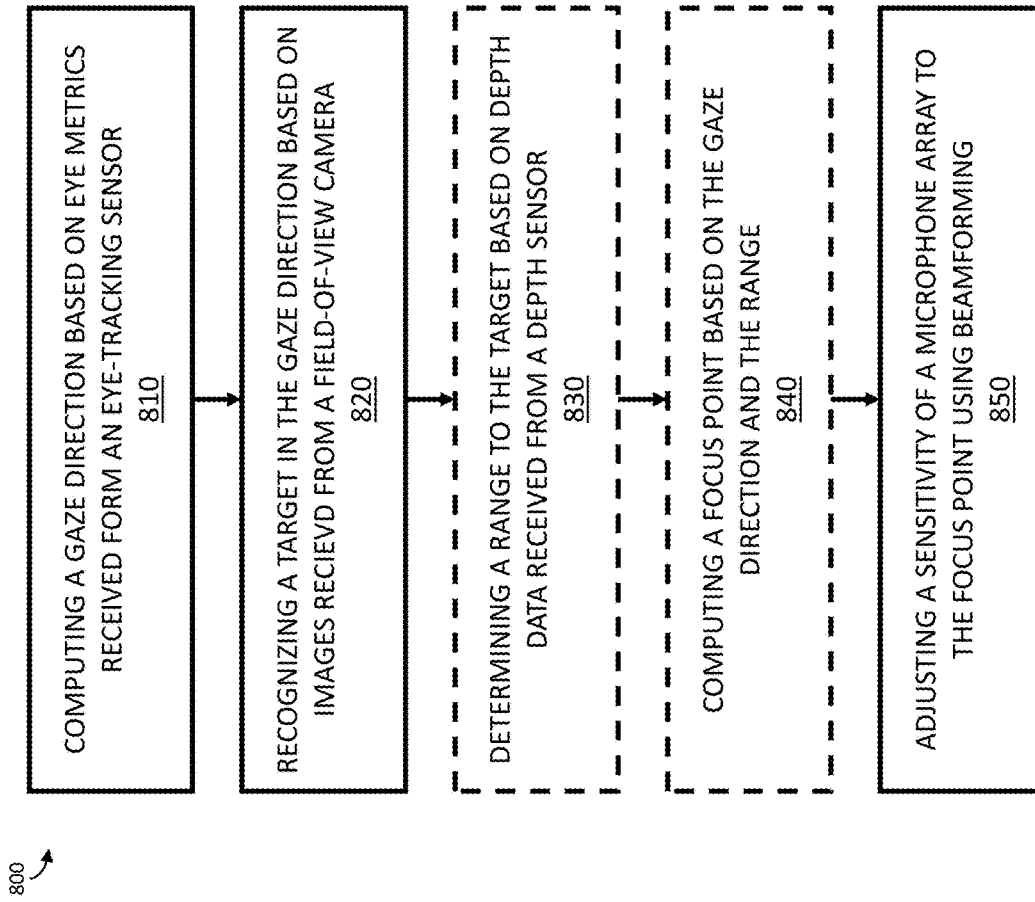 800
COMPUTING A GAZE DIRECTION BASED ON EYE METRICS
RECEIVED FORM AN EYE-TRACKING SENSOR
810
RECOGNIZING A TARGET IN THE GAZE DIRECTION BASED ON
IMAGES RECIEVD FROM A FIELD-OF-VIEW CAMERA
820
DETERMINING A RANGE TO THE TARGET BASED ON DEPTH
DATA RECEIVED FROM A DEPTH SENSOR
830
COMPUTING A FOCUS POINT BASED ON THE GAZE
DIRECTION AND THE RANGE
840
ADJUSTING A SENSITIVITY OF A MICROPHONE ARRAY TO
THE FOCUS POINT USING BEAMFORMING
850